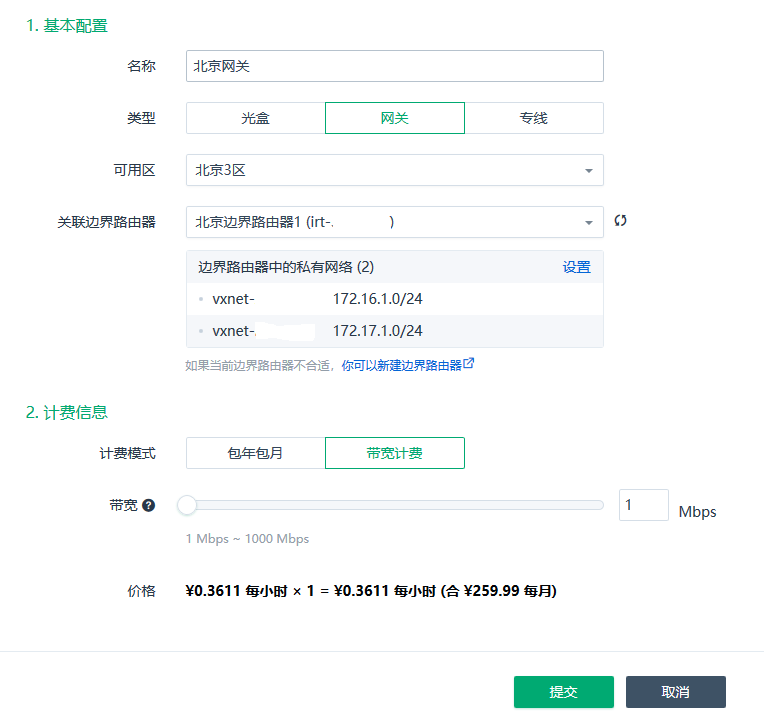 1. 基本配置
名称 北京网关
类型 光盒 网关 专线
可用区 北京3区
关联边界路由器 北京边界路由器1 (irt-. )
边界路由器中的私有网络 (2) 设置
vxnet- 172.16.1.0/24
vxnet- 172.17.1.0/24
如果当前边界路由器不合适，你可以新建边界路由器
2. 计费信息
计费模式 包年包月 带宽计费
带宽 ? 1 Mbps
1 Mbps ~ 1000 Mbps
价格 ¥0.3611 每小时 × 1 = ¥0.3611 每小时 (合 ¥259.99 每月)
提交 取消